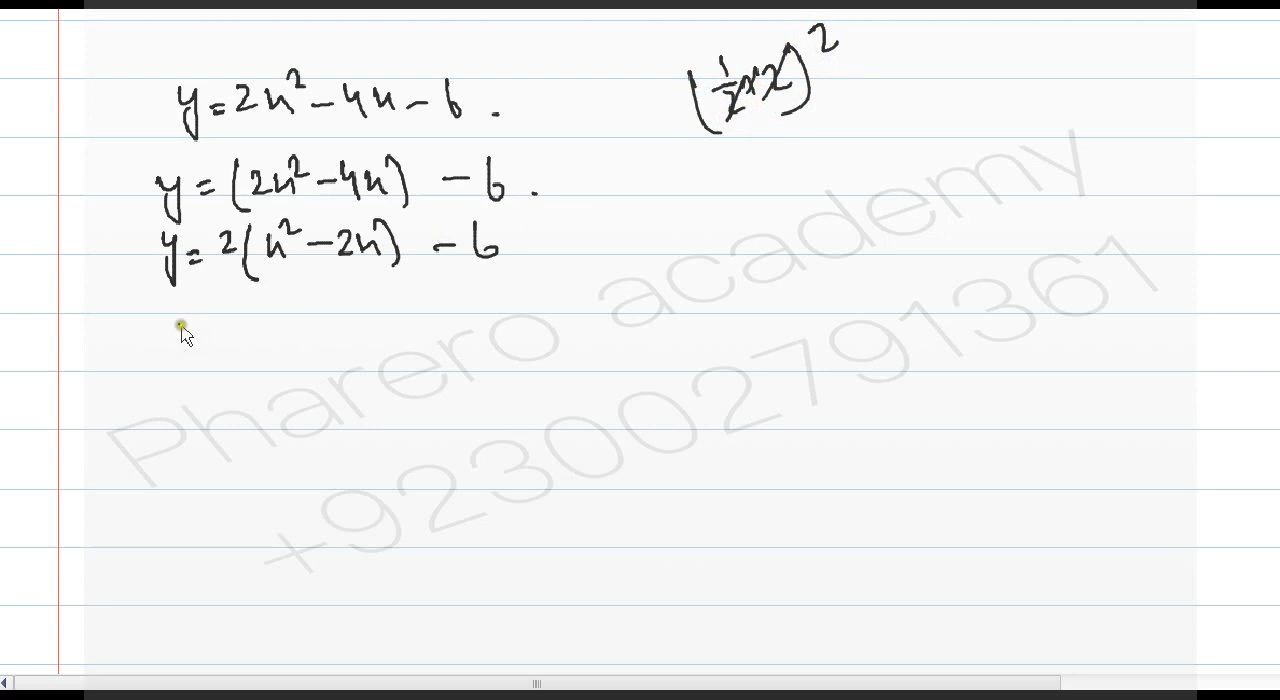 y = 2x² - 4x - 6 .
(1/2 × 2)²
y = (2x² - 4x) - 6 .
y = 2(x² - 2x) - 6
Pharero academy
+923002791361